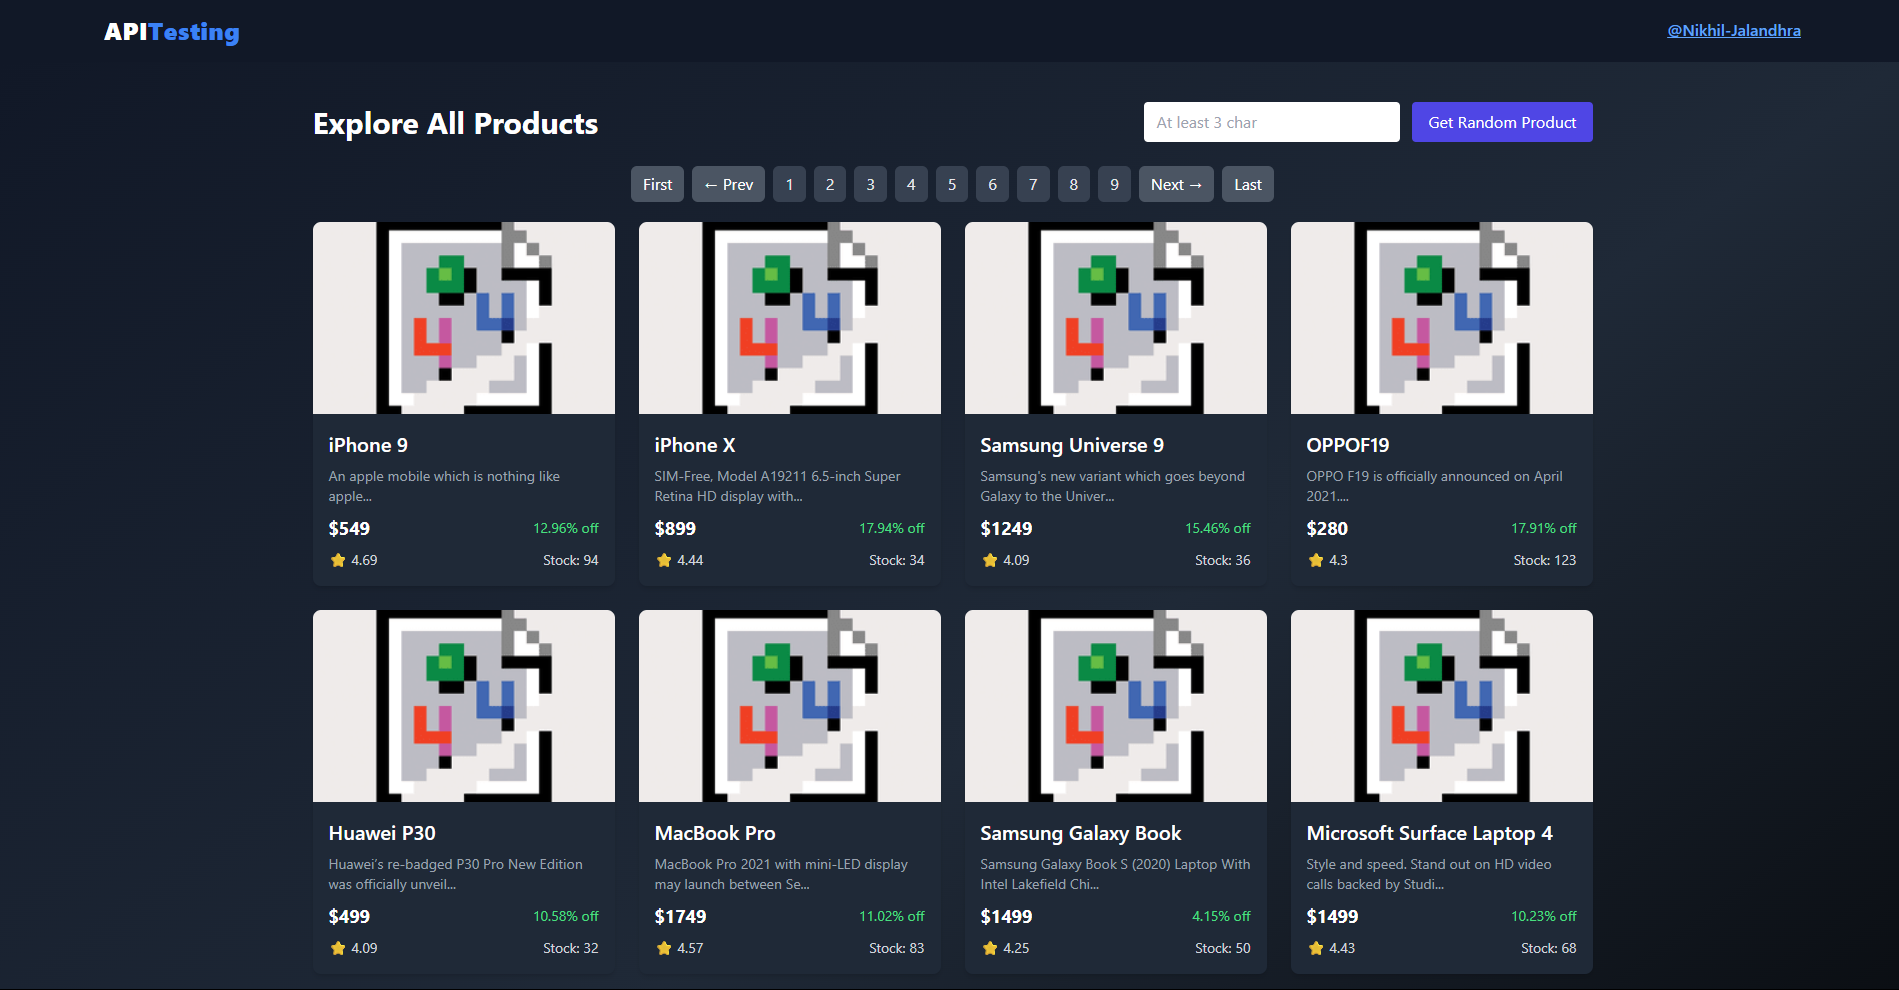 APITesting
@Nikhil-Jalandhra
Explore All Products
At least 3 char
Get Random Product
First ← Prev 1 2 3 4 5 6 7 8 9 Next → Last
iPhone 9
An apple mobile which is nothing like
apple...
$549 12.96% off
4.69 Stock: 94
iPhone X
SIM-Free, Model A19211 6.5-inch Super
Retina HD display with...
$899 17.94% off
4.44 Stock: 34
Samsung Universe 9
Samsung's new variant which goes beyond
Galaxy to the Univer...
$1249 15.46% off
4.09 Stock: 36
OPPOF19
OPPO F19 is officially announced on April
2021....
$280 17.91% off
4.3 Stock: 123
Huawei P30
Huawei’s re-badged P30 Pro New Edition
was officially unveil...
$499 10.58% off
4.09 Stock: 32
MacBook Pro
MacBook Pro 2021 with mini-LED display
may launch between Se...
$1749 11.02% off
4.57 Stock: 83
Samsung Galaxy Book
Samsung Galaxy Book S (2020) Laptop With
Intel Lakefield Chi...
$1499 4.15% off
4.25 Stock: 50
Microsoft Surface Laptop 4
Style and speed. Stand out on HD video
calls backed by Studi...
$1499 10.23% off
4.43 Stock: 68